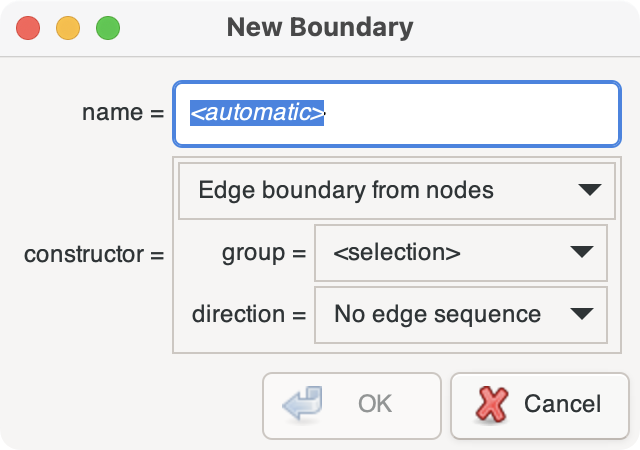 New Boundary
name = <automatic>
Edge boundary from nodes
constructor =
group = <selection>
direction = No edge sequence
OK Cancel